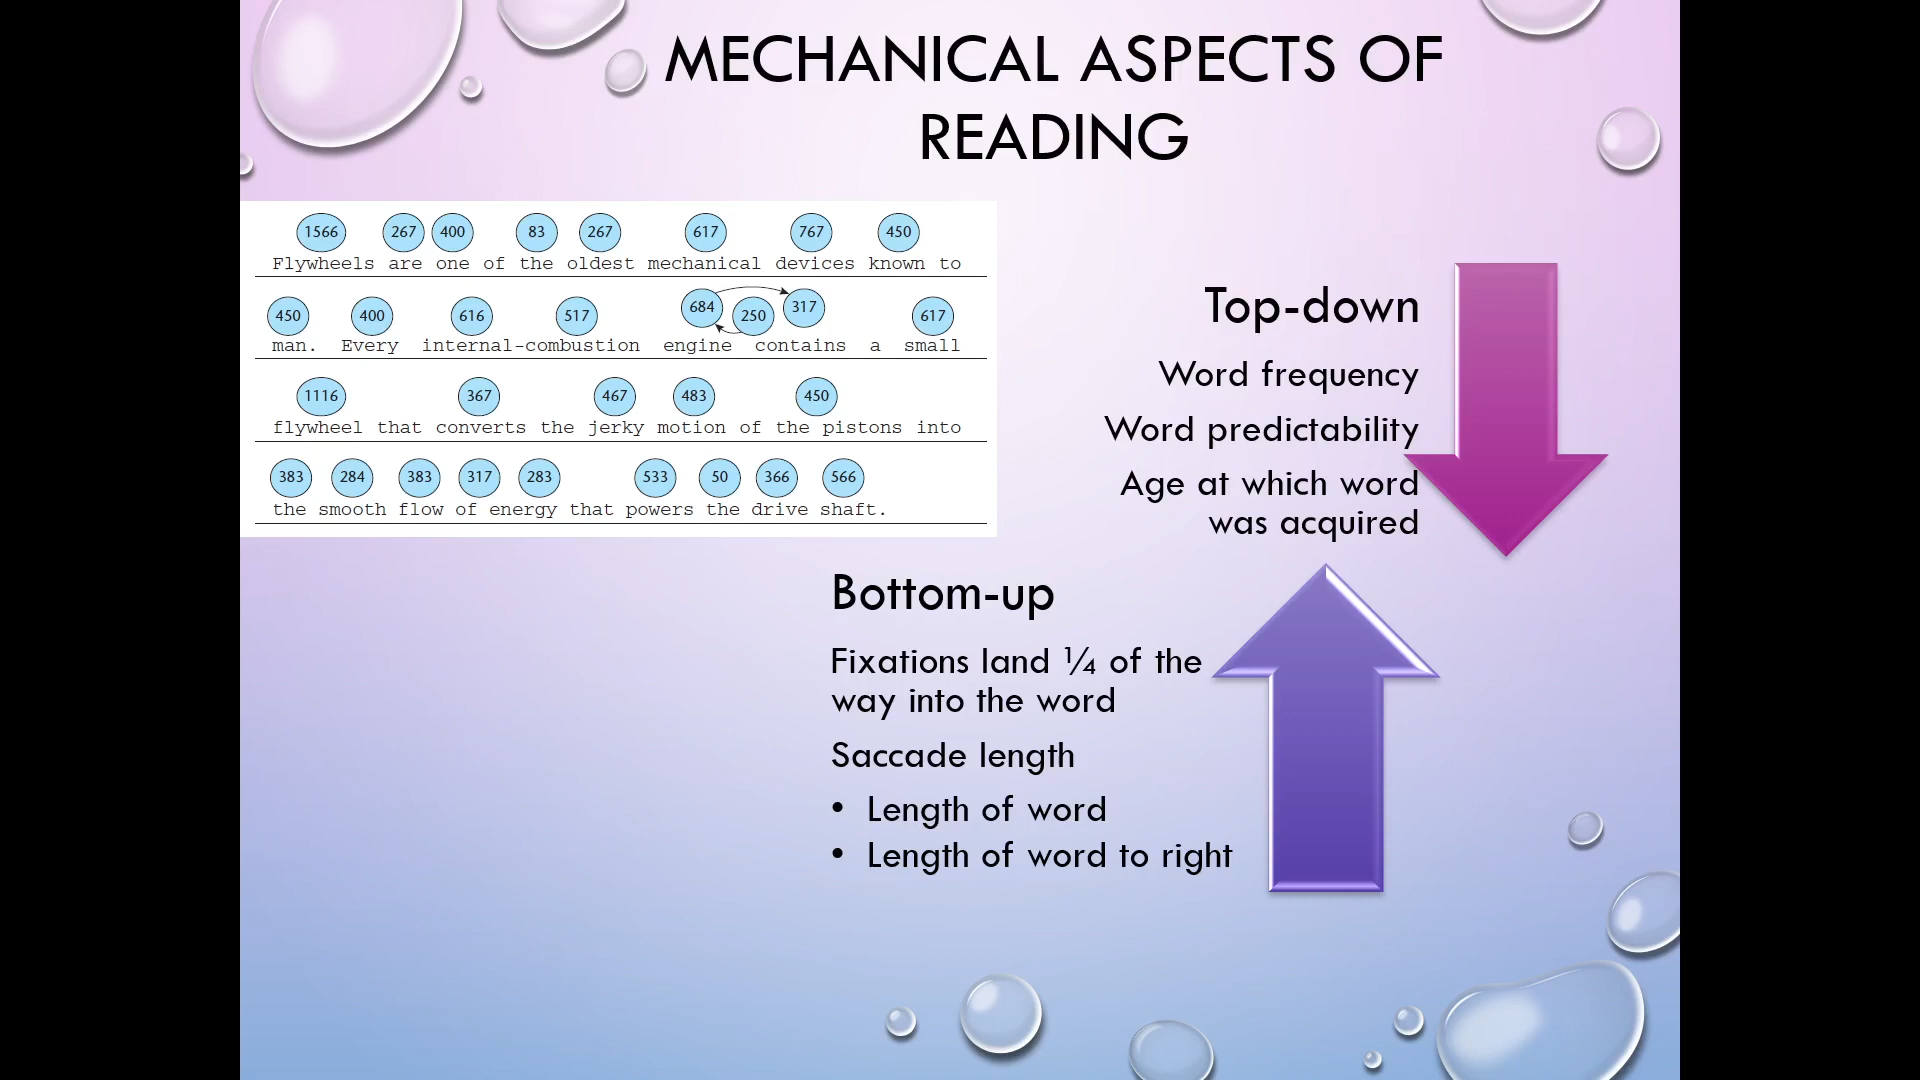 MECHANICAL ASPECTS OF
READING
1566 267 400 83 267 617 767 450
Flywheels are one of the oldest mechanical devices known to
450 400 616 517 684 250 317 617
man. Every internal-combustion engine contains a small
1116 367 467 483 450
flywheel that converts the jerky motion of the pistons into
383 284 383 317 283 533 50 366 566
the smooth flow of energy that powers the drive shaft.
Top-down
Word frequency
Word predictability
Age at which word
was acquired
Bottom-up
Fixations land ¼ of the
way into the word
Saccade length
• Length of word
• Length of word to right